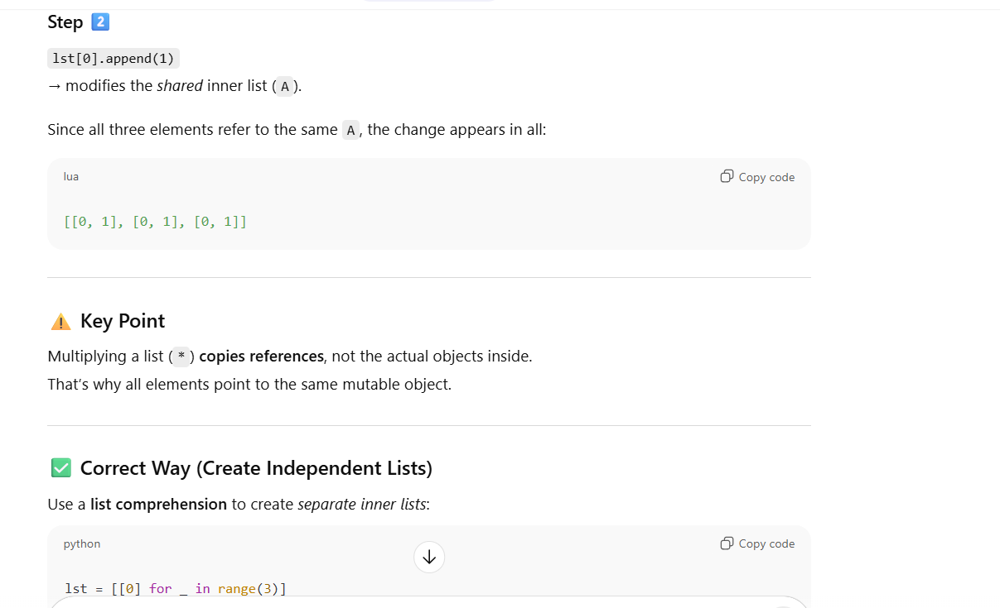 Step 2
lst[0].append(1)
→ modifies the shared inner list (A).
Since all three elements refer to the same A, the change appears in all:
lua
Copy code
[[0, 1], [0, 1], [0, 1]]
Key Point
Multiplying a list (*) copies references, not the actual objects inside.
That’s why all elements point to the same mutable object.
Correct Way (Create Independent Lists)
Use a list comprehension to create separate inner lists:
python
Copy code
lst = [[0] for _ in range(3)]